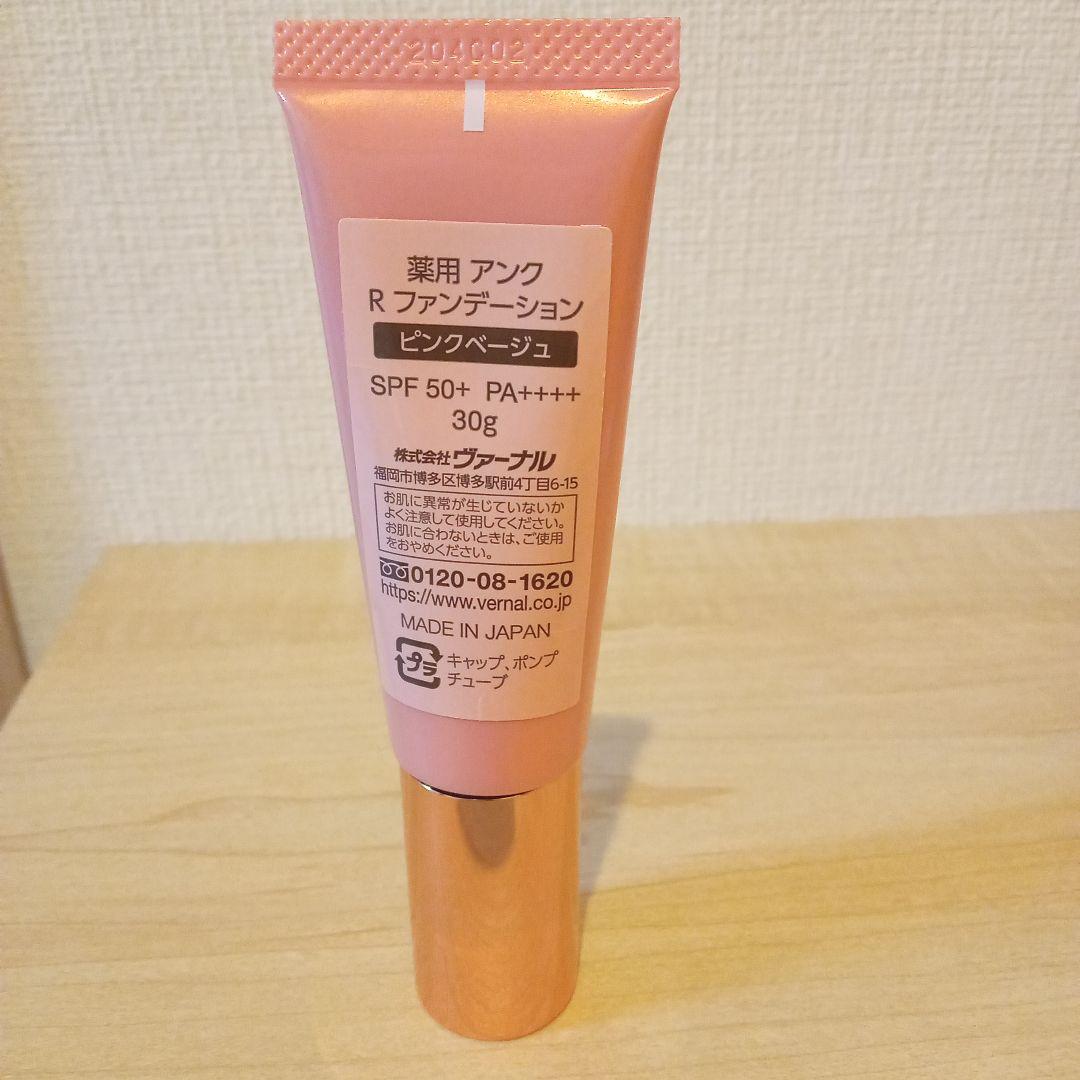 204C02
薬用 アンク
R ファンデーション
ピンクベージュ
SPF 50+ PA++++
30g
株式会社 ヴァーナル
福岡市博多区博多駅前4丁目6-15
お肌に異常が生じていないか
よく注意して使用してください。
お肌に合わないときは、ご使用
をおやめください。
0120-08-1620
https://www.vernal.co.jp
MADE IN JAPAN
プラ
キャップ、ポンプ
チューブ